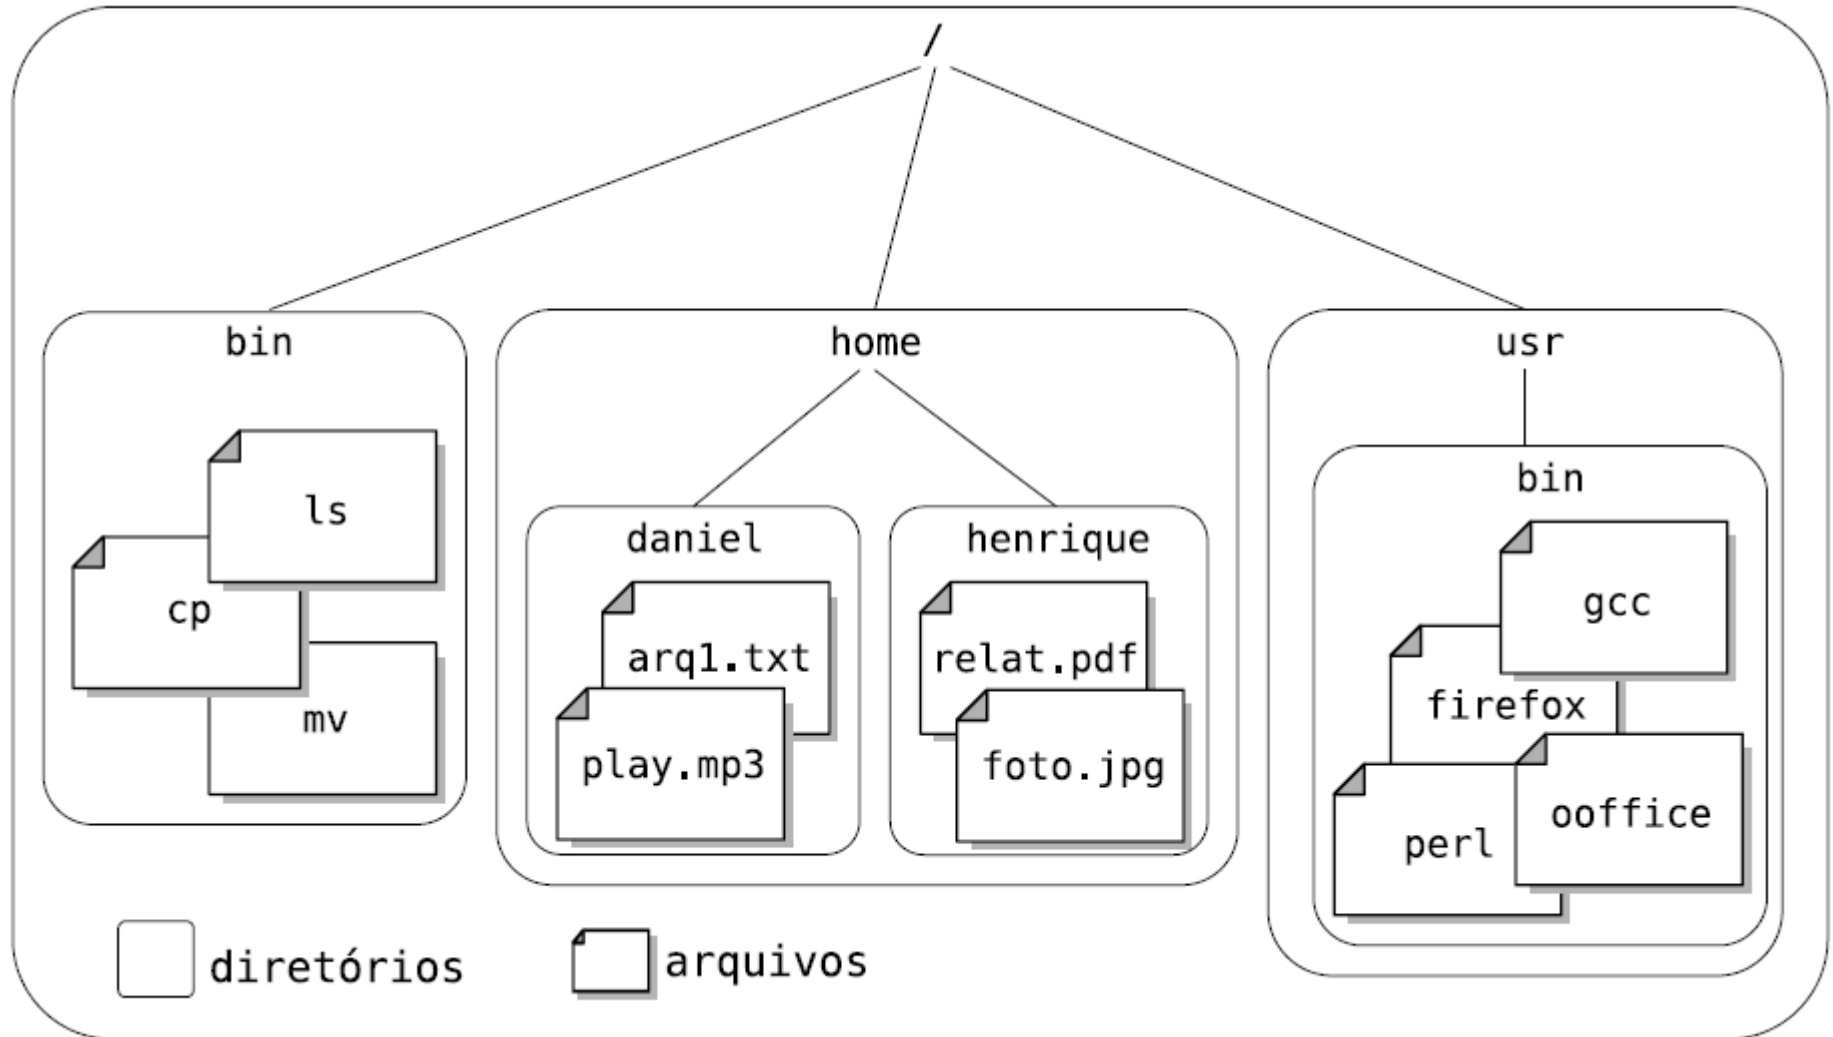 /
bin
home
usr
ls
cp
mv
daniel
henrique
arq1.txt
play.mp3
relat.pdf
foto.jpg
bin
gcc
firefox
perl
ooffice
diretórios
arquivos